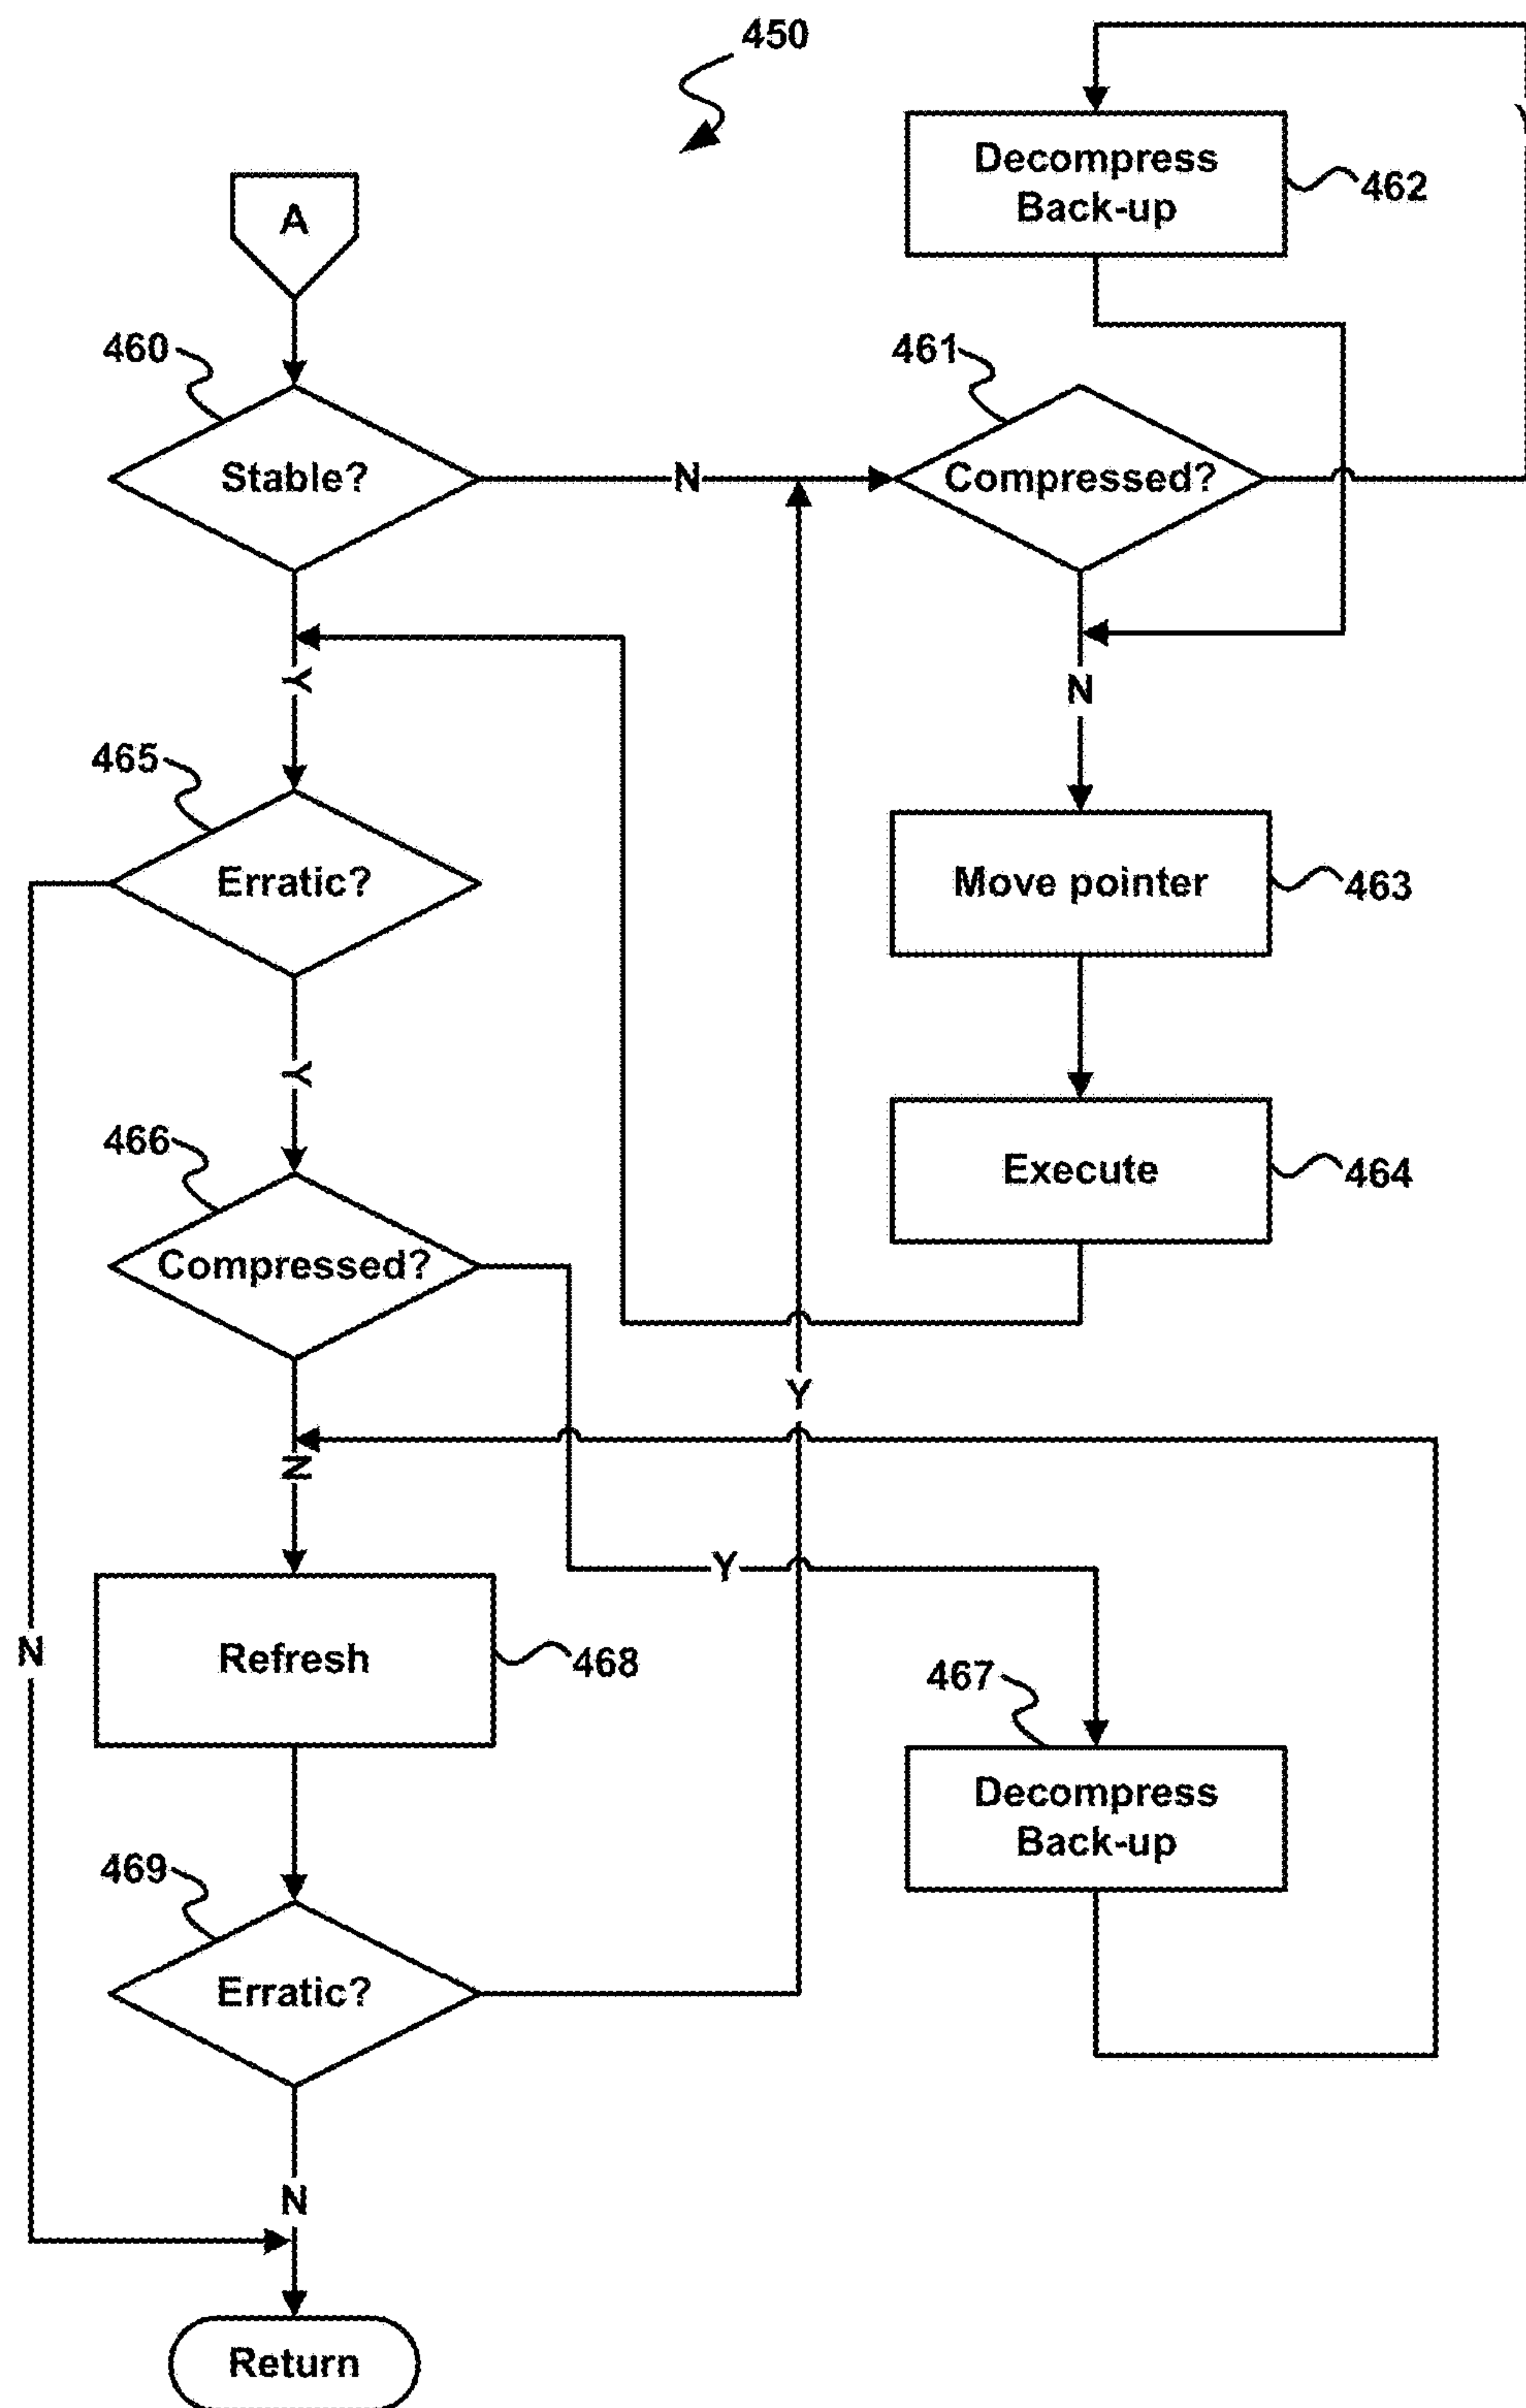 450
Decompress
Back-up
462
A
460
Stable?
N
461
Compressed?
Y
N
465
Erratic?
Move pointer
463
Y
466
Compressed?
Execute
464
Y
N
Y
N
Refresh
468
467
Decompress
Back-up
469
Erratic?
N
Return